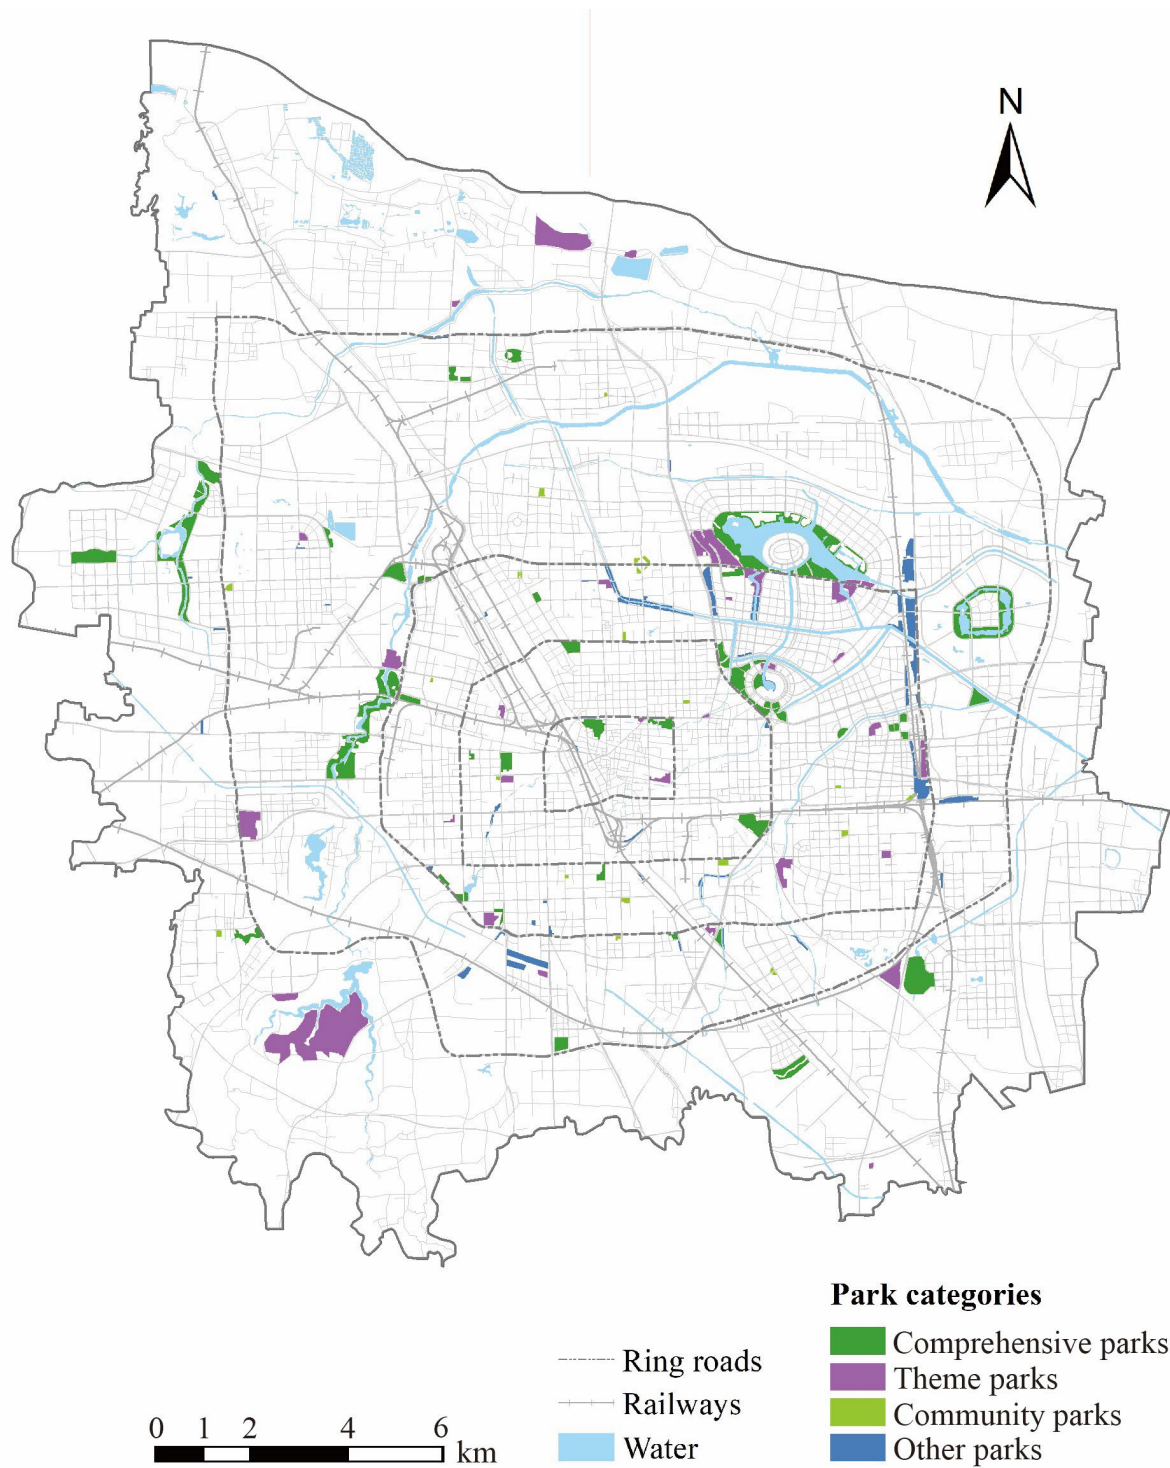 N
Park categories
Comprehensive parks
Theme parks
Community parks
Other parks
Ring roads
Railways
Water
0 1 2 4 6
km